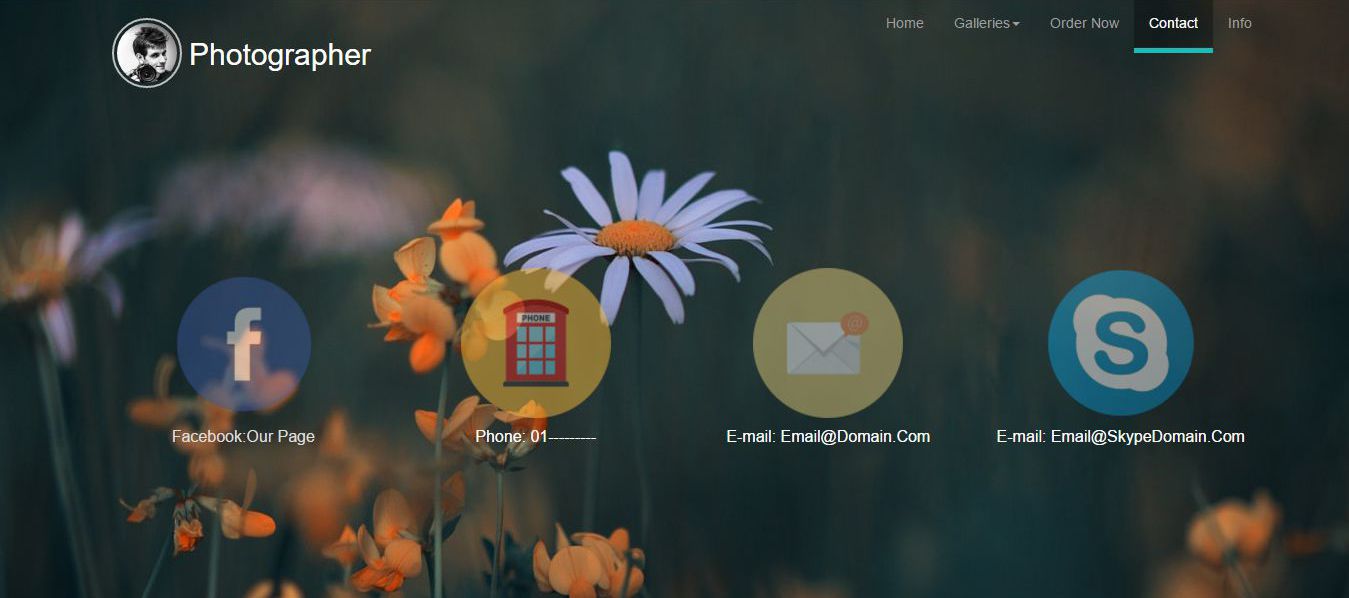 Photographer
Home Galleries Order Now Contact Info
f
PHONE
@
S
Facebook:Our Page
Phone: 01---------
E-mail: Email@Domain.Com
E-mail: Email@SkypeDomain.Com